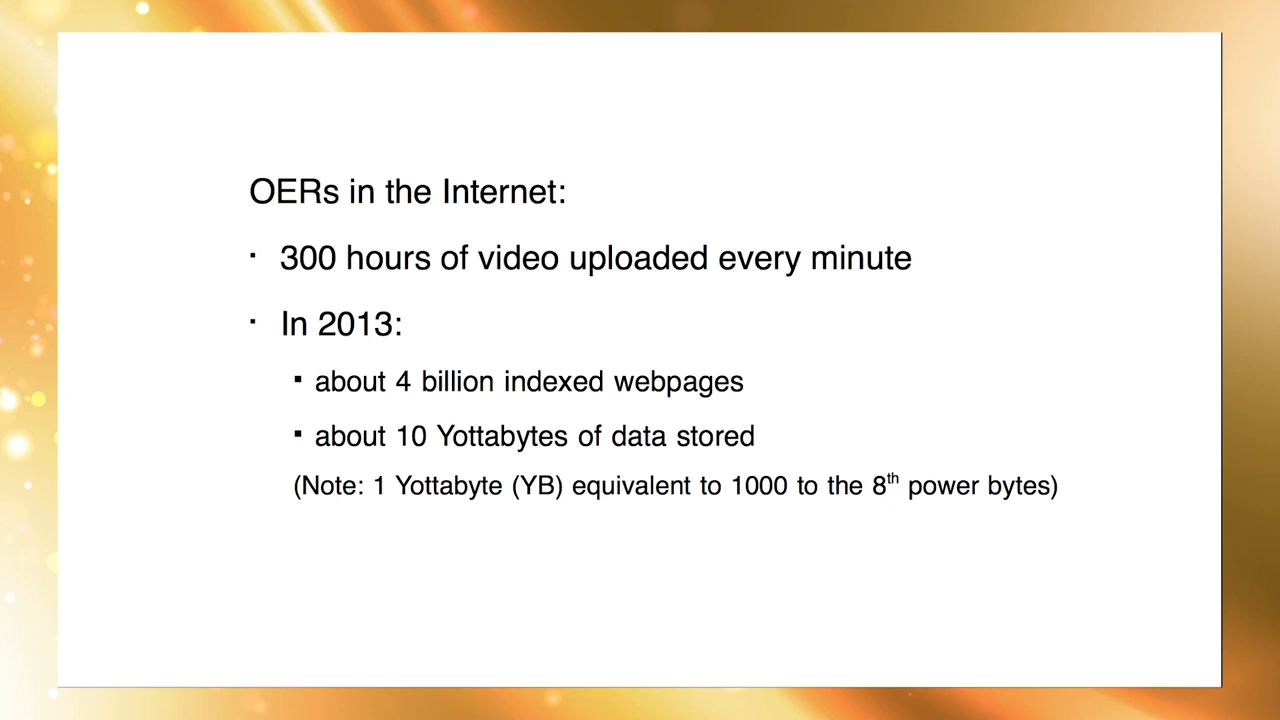 OERs in the Internet:
· 300 hours of video uploaded every minute
· In 2013:
▪ about 4 billion indexed webpages
▪ about 10 Yottabytes of data stored
(Note: 1 Yottabyte (YB) equivalent to 1000 to the 8th power bytes)